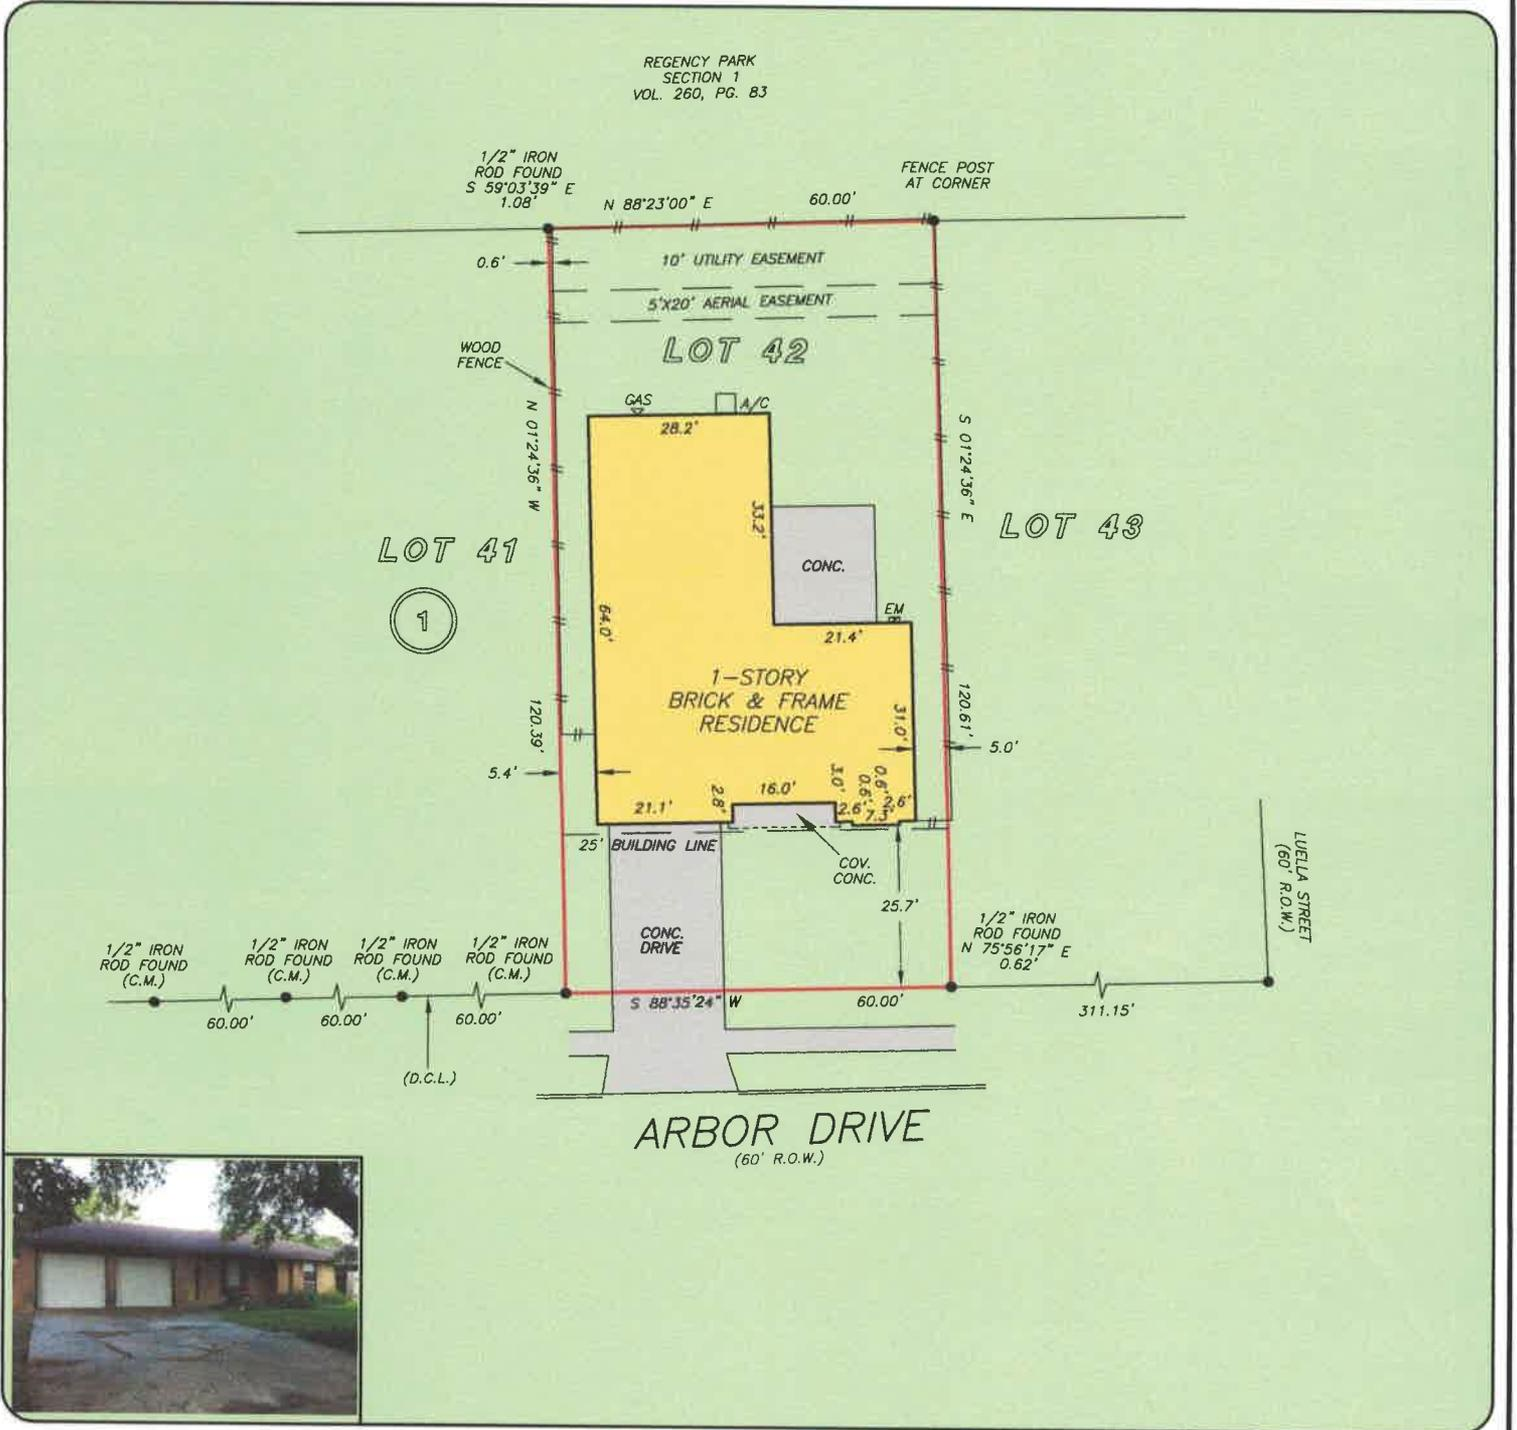 REGENCY PARK
SECTION 1
VOL. 260, PG. 83
1/2" IRON
ROD FOUND
S 59°03'39" E
1.08'
FENCE POST
AT CORNER
N 88°23'00" E
60.00'
0.6'
10' UTILITY EASEMENT
5'X20' AERIAL EASEMENT
WOOD
FENCE
LOT 42
GAS
A/C
28.2'
N 01°24'36" W
S 01°24'36" E
33.2'
LOT 41
LOT 43
CONC.
1
64.0'
EM
21.4'
1-STORY
BRICK & FRAME
RESIDENCE
120.39'
31.0'
120.61'
5.0'
5.4'
21.1'
2.8'
16.0'
3.0'
0.6'
0.6'
2.6'
7.3'
2.6'
25' BUILDING LINE
COV.
CONC.
25.7'
LUELLA STREET
(60' R.O.W.)
CONC.
DRIVE
1/2" IRON
ROD FOUND
(C.M.)
1/2" IRON
ROD FOUND
(C.M.)
1/2" IRON
ROD FOUND
(C.M.)
1/2" IRON
ROD FOUND
(C.M.)
1/2" IRON
ROD FOUND
N 75°56'17" E
0.62'
60.00'
60.00'
60.00'
S 88°35'24" W
60.00'
311.15'
(D.C.L.)
ARBOR DRIVE
(60' R.O.W.)